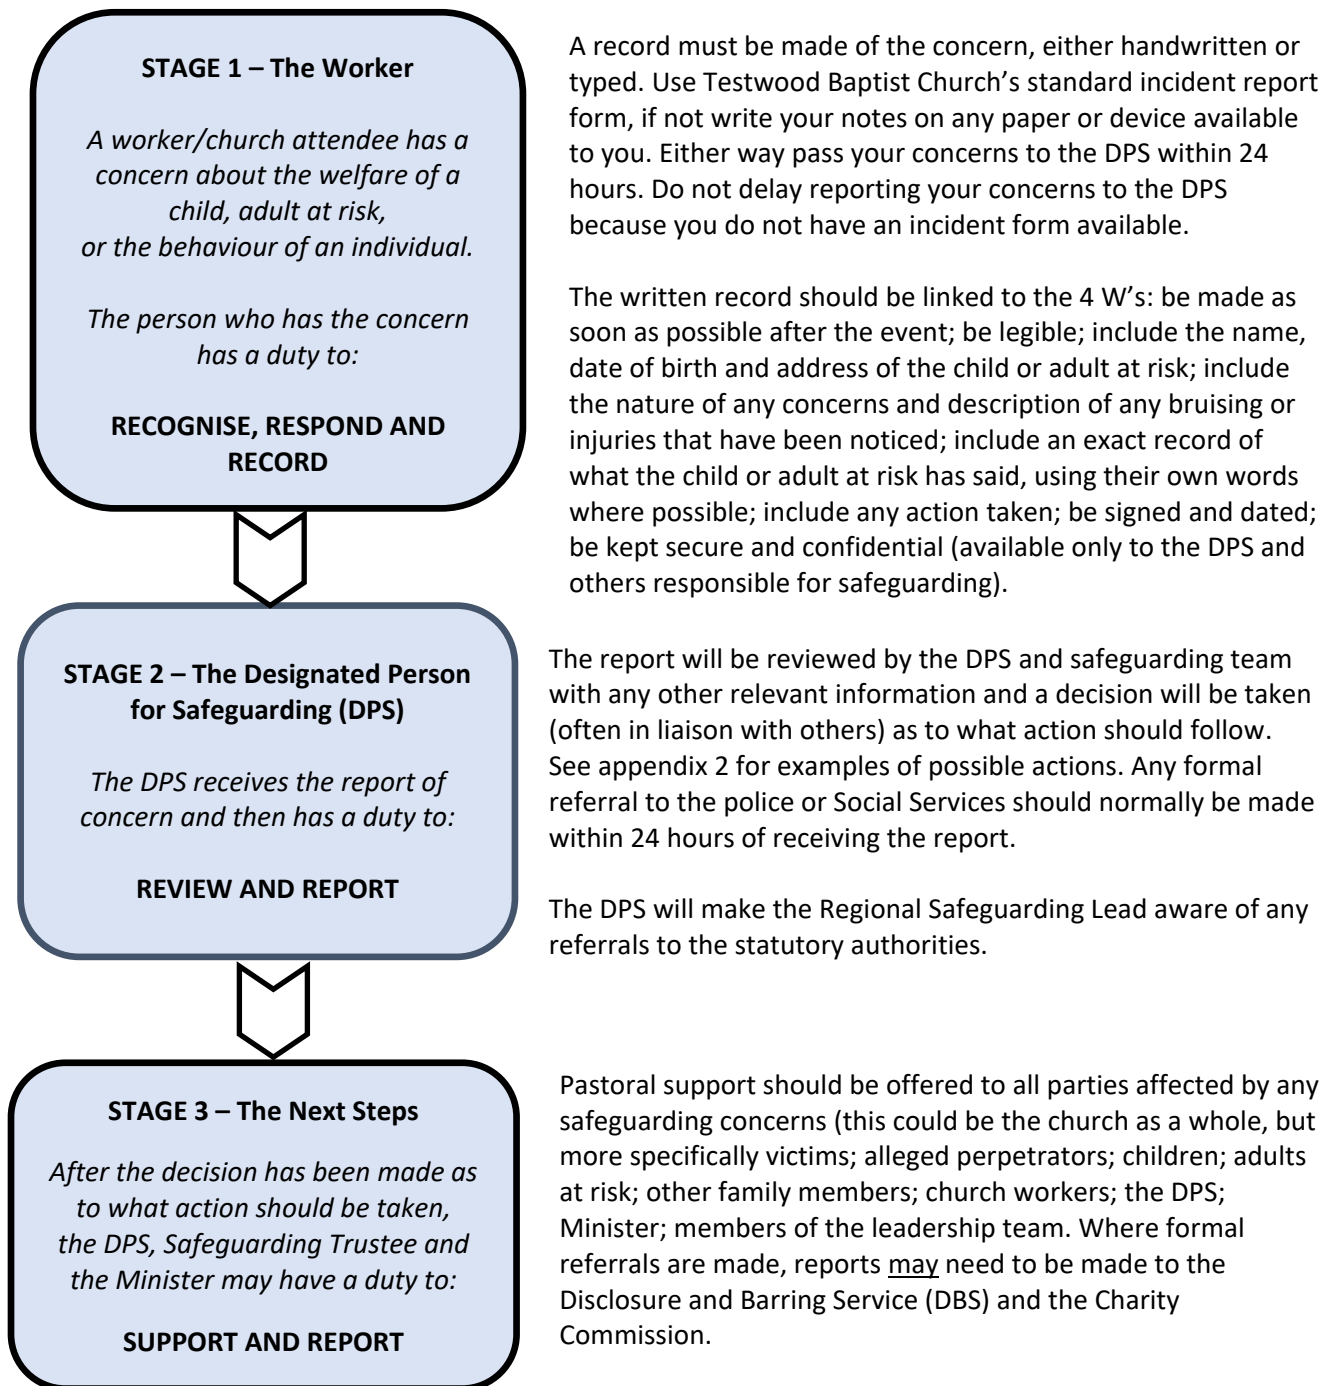 STAGE 1 – The Worker
A worker/church attendee has a
concern about the welfare of a
child, adult at risk,
or the behaviour of an individual.
The person who has the concern
has a duty to:
RECOGNISE, RESPOND AND
RECORD
A record must be made of the concern, either handwritten or
typed. Use Testwood Baptist Church’s standard incident report
form, if not write your notes on any paper or device available
to you. Either way pass your concerns to the DPS within 24
hours. Do not delay reporting your concerns to the DPS
because you do not have an incident form available.
The written record should be linked to the 4 W’s: be made as
soon as possible after the event; be legible; include the name,
date of birth and address of the child or adult at risk; include
the nature of any concerns and description of any bruising or
injuries that have been noticed; include an exact record of
what the child or adult at risk has said, using their own words
where possible; include any action taken; be signed and dated;
be kept secure and confidential (available only to the DPS and
others responsible for safeguarding).
STAGE 2 – The Designated Person
for Safeguarding (DPS)
The DPS receives the report of
concern and then has a duty to:
REVIEW AND REPORT
The report will be reviewed by the DPS and safeguarding team
with any other relevant information and a decision will be taken
(often in liaison with others) as to what action should follow.
See appendix 2 for examples of possible actions. Any formal
referral to the police or Social Services should normally be made
within 24 hours of receiving the report.
The DPS will make the Regional Safeguarding Lead aware of any
referrals to the statutory authorities.
STAGE 3 – The Next Steps
After the decision has been made as
to what action should be taken,
the DPS, Safeguarding Trustee and
the Minister may have a duty to:
SUPPORT AND REPORT
Pastoral support should be offered to all parties affected by any
safeguarding concerns (this could be the church as a whole, but
more specifically victims; alleged perpetrators; children; adults
at risk; other family members; church workers; the DPS;
Minister; members of the leadership team. Where formal
referrals are made, reports may need to be made to the
Disclosure and Barring Service (DBS) and the Charity
Commission.